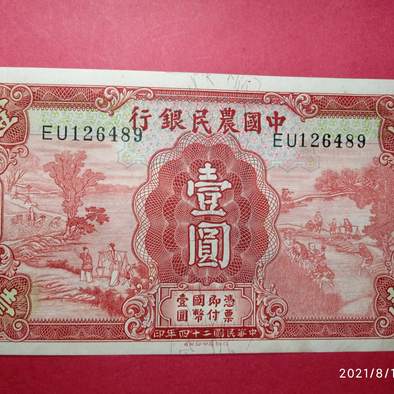 中國農民銀行
EU126489
EU126489
壹圓
憑票
即付
國幣
壹圓
中華民國二十四年印
2021/8/1